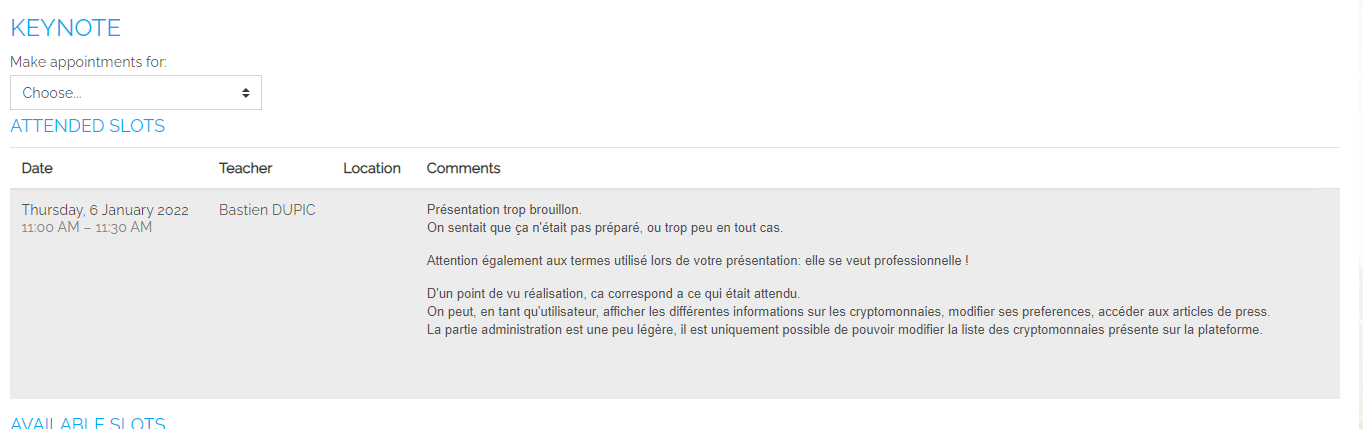 KEYNOTE
Make appointments for:
Choose...
ATTENDED SLOTS
Date Teacher Location Comments
Thursday, 6 January 2022 Bastien DUPIC Présentation trop brouillon.
11:00 AM – 11:30 AM On sentait que ça n'était pas préparé, ou trop peu en tout cas.
Attention également aux termes utilisé lors de votre présentation: elle se veut professionnelle !
D'un point de vu réalisation, ca correspond a ce qui était attendu.
On peut, en tant qu'utilisateur, afficher les différentes informations sur les cryptomonnaies, modifier ses preferences, accéder aux articles de press.
La partie administration est une peu légère, il est uniquement possible de pouvoir modifier la liste des cryptomonnaies présente sur la plateforme.
AVAILABLE SLOTS